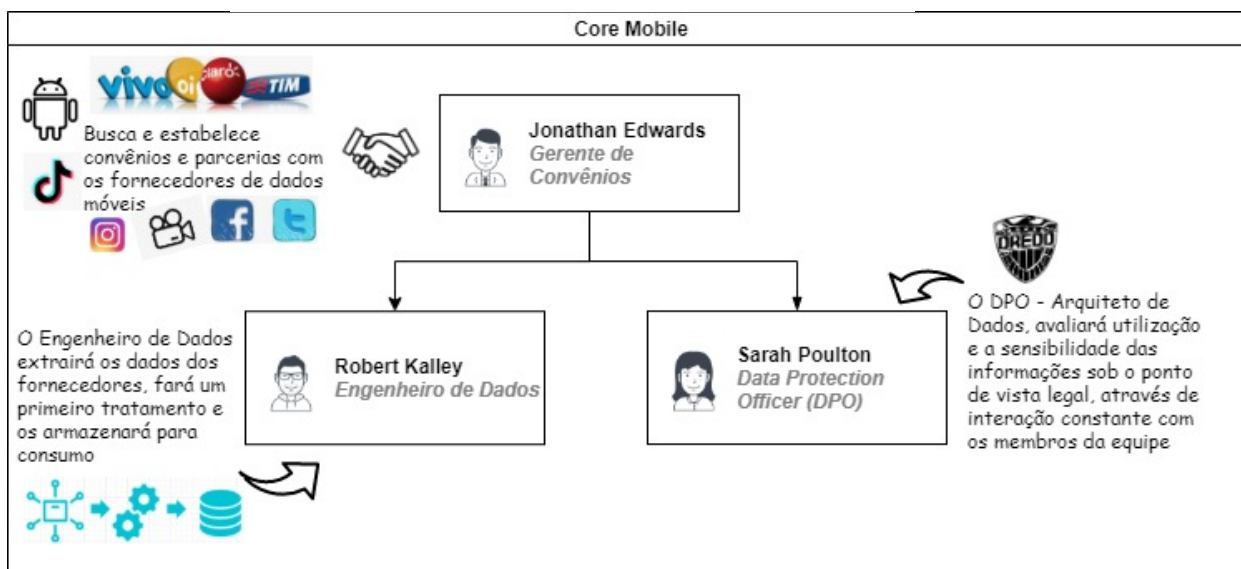 Core Mobile
vivo
oi
Claro
TIM
Busca e estabelece
convênios e parcerias com
os fornecedores de dados
móveis
Jonathan Edwards
Gerente de
Convênios
DREDD
O DPO - Arquiteto de
Dados, avaliará utilização
e a sensibilidade das
informações sob o ponto
de vista legal, através de
interação constante com
os membros da equipe
O Engenheiro de Dados
extrairá os dados dos
fornecedores, fará um
primeiro tratamento e
os armazenará para
consumo
Robert Kalley
Engenheiro de Dados
Sarah Poulton
Data Protection
Officer (DPO)